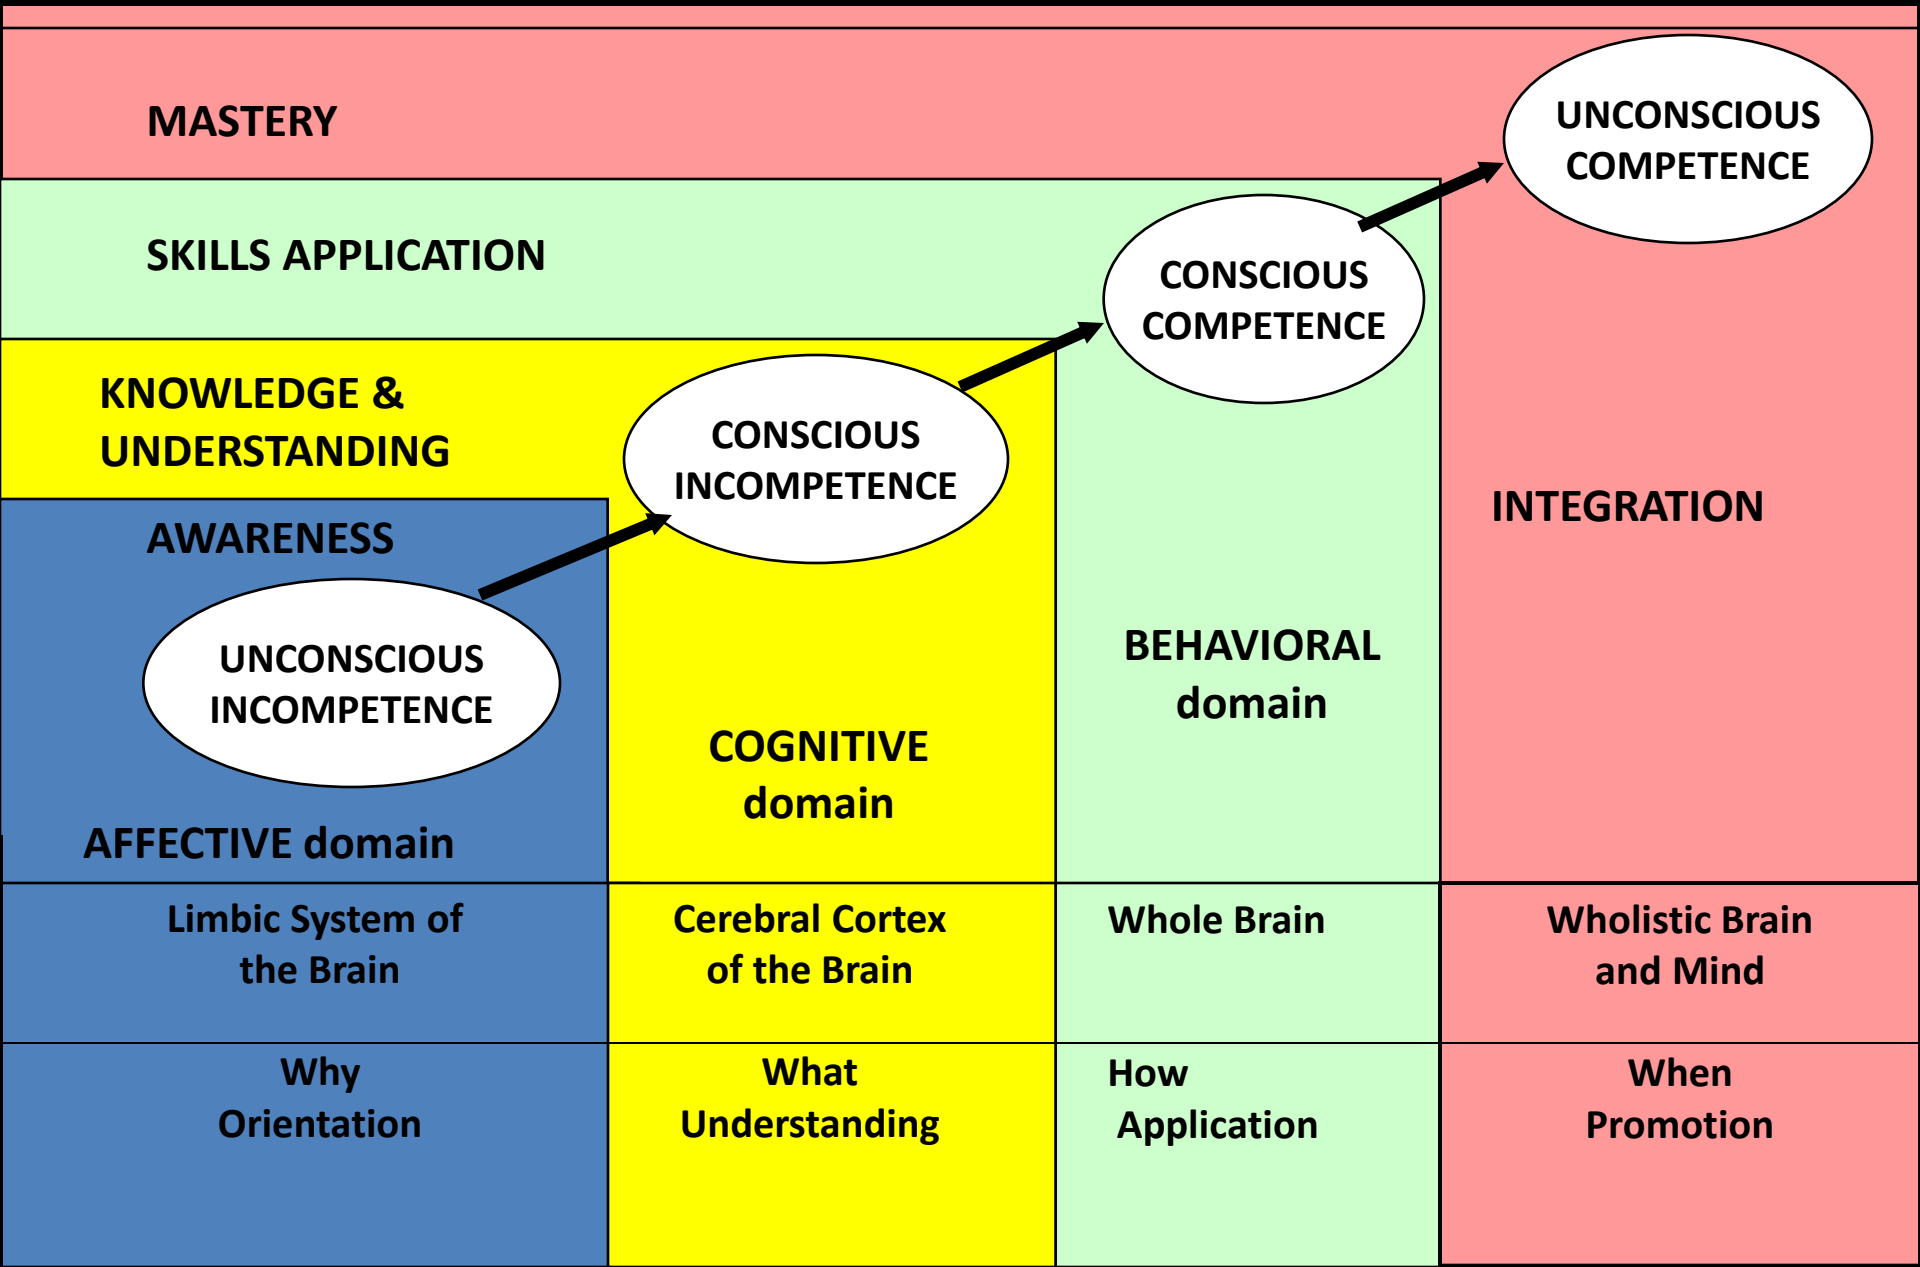 MASTERY
UNCONSCIOUS
COMPETENCE
SKILLS APPLICATION
CONSCIOUS
COMPETENCE
KNOWLEDGE &
UNDERSTANDING
CONSCIOUS
INCOMPETENCE
INTEGRATION
AWARENESS
UNCONSCIOUS
INCOMPETENCE
BEHAVIORAL
domain
COGNITIVE
domain
AFFECTIVE domain
Limbic System of
the Brain
Cerebral Cortex
of the Brain
Whole Brain
Wholistic Brain
and Mind
Why
Orientation
What
Understanding
How
Application
When
Promotion